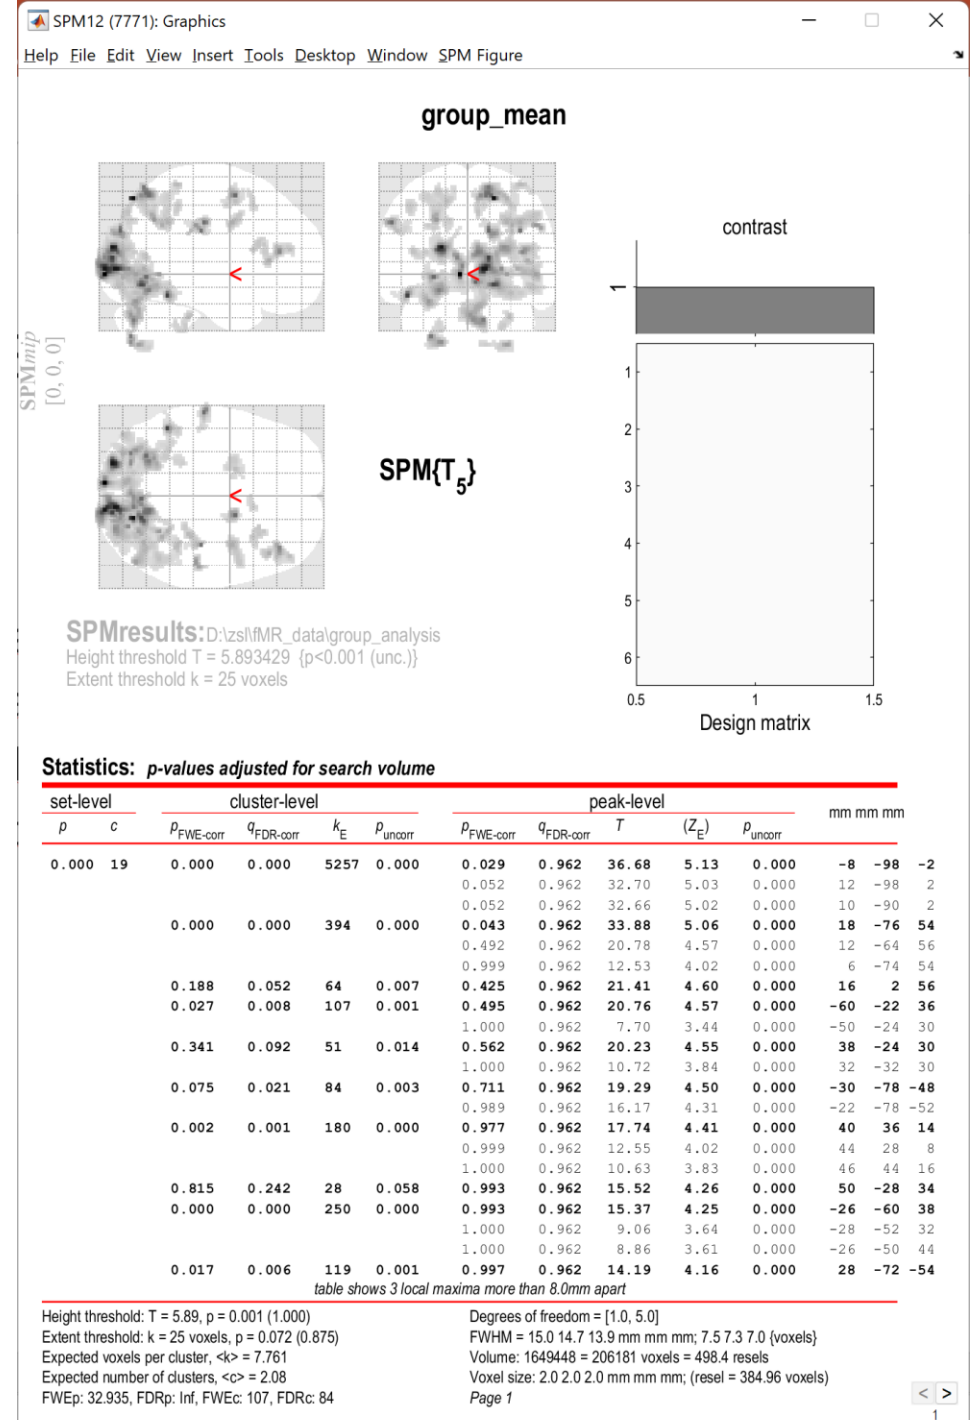 SPM12 (7771): Graphics
Help File Edit View Insert Tools Desktop Window SPM Figure
group_mean
contrast
1
SPMmip
[0, 0, 0]
<
<
<
SPM{T5}
1
2
3
4
5
6
0.5 1 1.5
Design matrix
SPMresults: D:\zsl\fMR_data\group_analysis
Height threshold T = 5.893429 {p<0.001 (unc.)}
Extent threshold k = 25 voxels
Statistics: p-values adjusted for search volume
set-level cluster-level peak-level mm mm mm
p c pFWE-corr qFDR-corr kE puncorr pFWE-corr qFDR-corr T (ZE) puncorr
0.000 19 0.000 0.000 5257 0.000 0.029 0.962 36.68 5.13 0.000 -8 -98 -2
0.052 0.962 32.70 5.03 0.000 12 -98 2
0.052 0.962 32.66 5.02 0.000 10 -90 2
0.000 0.000 394 0.000 0.043 0.962 33.88 5.06 0.000 18 -76 54
0.492 0.962 20.78 4.57 0.000 12 -64 56
0.999 0.962 12.53 4.02 0.000 6 -74 54
0.188 0.052 64 0.007 0.425 0.962 21.41 4.60 0.000 16 2 56
0.027 0.008 107 0.001 0.495 0.962 20.76 4.57 0.000 -60 -22 36
1.000 0.962 7.70 3.44 0.000 -50 -24 30
0.341 0.092 51 0.014 0.562 0.962 20.23 4.55 0.000 38 -24 30
1.000 0.962 10.72 3.84 0.000 32 -32 30
0.075 0.021 84 0.003 0.711 0.962 19.29 4.50 0.000 -30 -78 -48
0.989 0.962 16.17 4.31 0.000 -22 -78 -52
0.002 0.001 180 0.000 0.977 0.962 17.74 4.41 0.000 40 36 14
0.999 0.962 12.55 4.02 0.000 44 28 8
1.000 0.962 10.63 3.83 0.000 46 44 16
0.815 0.242 28 0.058 0.993 0.962 15.52 4.26 0.000 50 -28 34
0.000 0.000 250 0.000 0.993 0.962 15.37 4.25 0.000 -26 -60 38
1.000 0.962 9.06 3.64 0.000 -28 -52 32
1.000 0.962 8.86 3.61 0.000 -26 -50 44
0.017 0.006 119 0.001 0.997 0.962 14.19 4.16 0.000 28 -72 -54
table shows 3 local maxima more than 8.0mm apart
Height threshold: T = 5.89, p = 0.001 (1.000)
Extent threshold: k = 25 voxels, p = 0.072 (0.875)
Expected voxels per cluster, <k> = 7.761
Expected number of clusters, <c> = 2.08
FWEp: 32.935, FDRp: Inf, FWEc: 107, FDRc: 84
Degrees of freedom = [1.0, 5.0]
FWHM = 15.0 14.7 13.9 mm mm mm; 7.5 7.3 7.0 {voxels}
Volume: 1649448 = 206181 voxels = 498.4 resels
Voxel size: 2.0 2.0 2.0 mm mm mm; (resel = 384.96 voxels)
Page 1
< >
1